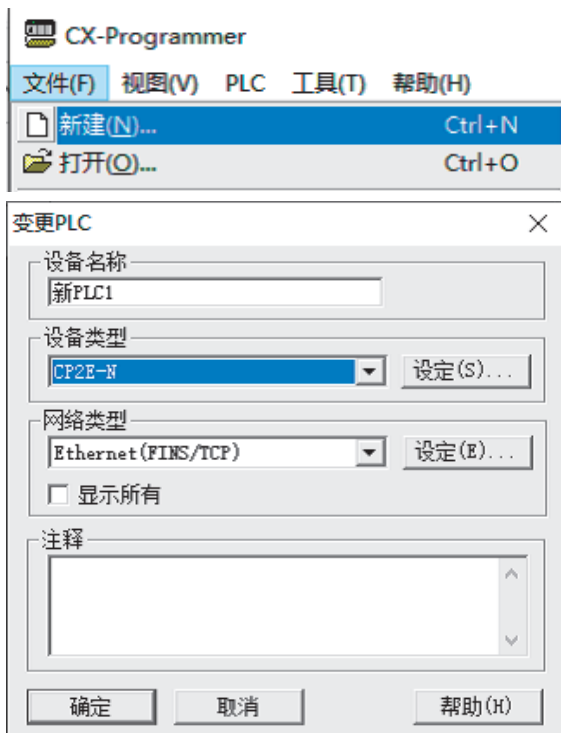 CX-Programmer
文件(F) 视图(V) PLC 工具(T) 帮助(H)
新建(N)... Ctrl+N
打开(O)... Ctrl+O
变更PLC
设备名称
新PLC1
设备类型
CP2E-N 设定(S)...
网络类型
Ethernet(FINS/TCP) 设定(E)...
显示所有
注释
确定 取消 帮助(H)